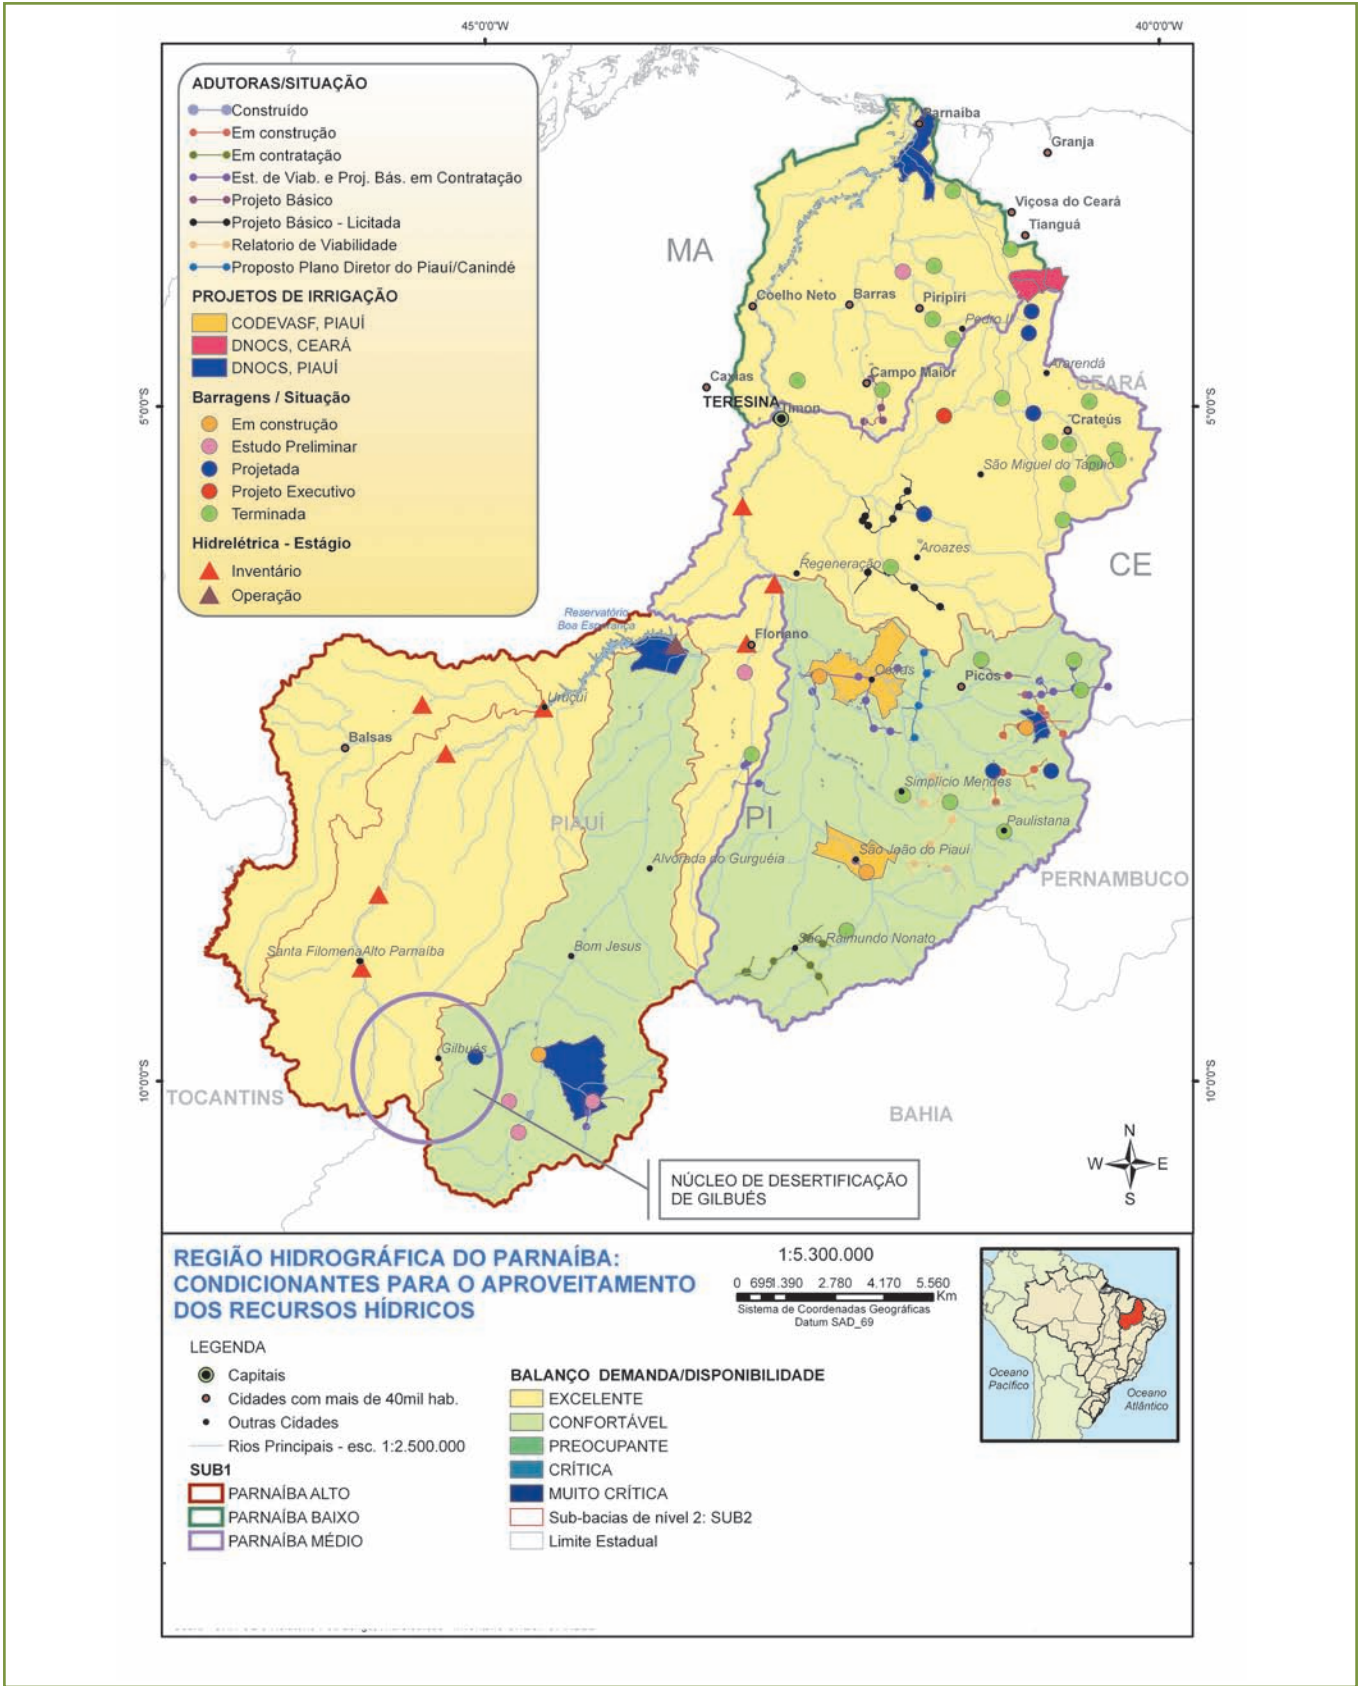 45°0'0"W
40°0'0"W
ADUTORAS/SITUAÇÃO
Construído
Em construção
Em contratação
Est. de Viab. e Proj. Bás. em Contratação
Projeto Básico
Projeto Básico - Licitada
Relatorio de Viabilidade
Proposto Plano Diretor do Piauí/Canindé
PROJETOS DE IRRIGAÇÃO
CODEVASF, PIAUÍ
DNOCS, CEARÁ
DNOCS, PIAUÍ
Barragens / Situação
Em construção
Estudo Preliminar
Projetada
Projeto Executivo
Terminada
Hidrelétrica - Estágio
Inventário
Operação
Parnaíba
Granja
Viçosa do Ceará
Tianguá
MA
Coelho Neto
Barras
Piripiri
Pedro II
Ararendá
CEARÁ
Caxias
Campo Maior
TERESINA
Timon
5°0'0"S
5°0'0"S
Crateús
São Miguel do Tapuio
Aroazes
CE
Regeneração
Reservatório
Boa Esperança
Floriano
Oeiras
Picos
Uruçuí
Balsas
Simplício Mendes
PIAUÍ
PI
Paulistana
Alvorada do Gurguéia
São João do Piauí
PERNAMBUCO
Santa Filomena
Alto Parnaíba
Bom Jesus
São Raimundo Nonato
Gilbués
10°0'0"S
10°0'0"S
TOCANTINS
BAHIA
N
W
E
S
NÚCLEO DE DESERTIFICAÇÃO
DE GILBUÉS
REGIÃO HIDROGRÁFICA DO PARNAÍBA:
CONDICIONANTES PARA O APROVEITAMENTO
DOS RECURSOS HÍDRICOS
1:5.300.000
0 695 1.390 2.780 4.170 5.560
Km
Sistema de Coordenadas Geográficas
Datum SAD_69
LEGENDA
Capitais
Cidades com mais de 40mil hab.
Outras Cidades
Rios Principais - esc. 1:2.500.000
SUB1
PARNAÍBA ALTO
PARNAÍBA BAIXO
PARNAÍBA MÉDIO
BALANÇO DEMANDA/DISPONIBILIDADE
EXCELENTE
CONFORTÁVEL
PREOCUPANTE
CRÍTICA
MUITO CRÍTICA
Sub-bacias de nível 2: SUB2
Limite Estadual
Oceano
Pacífico
Oceano
Atlântico